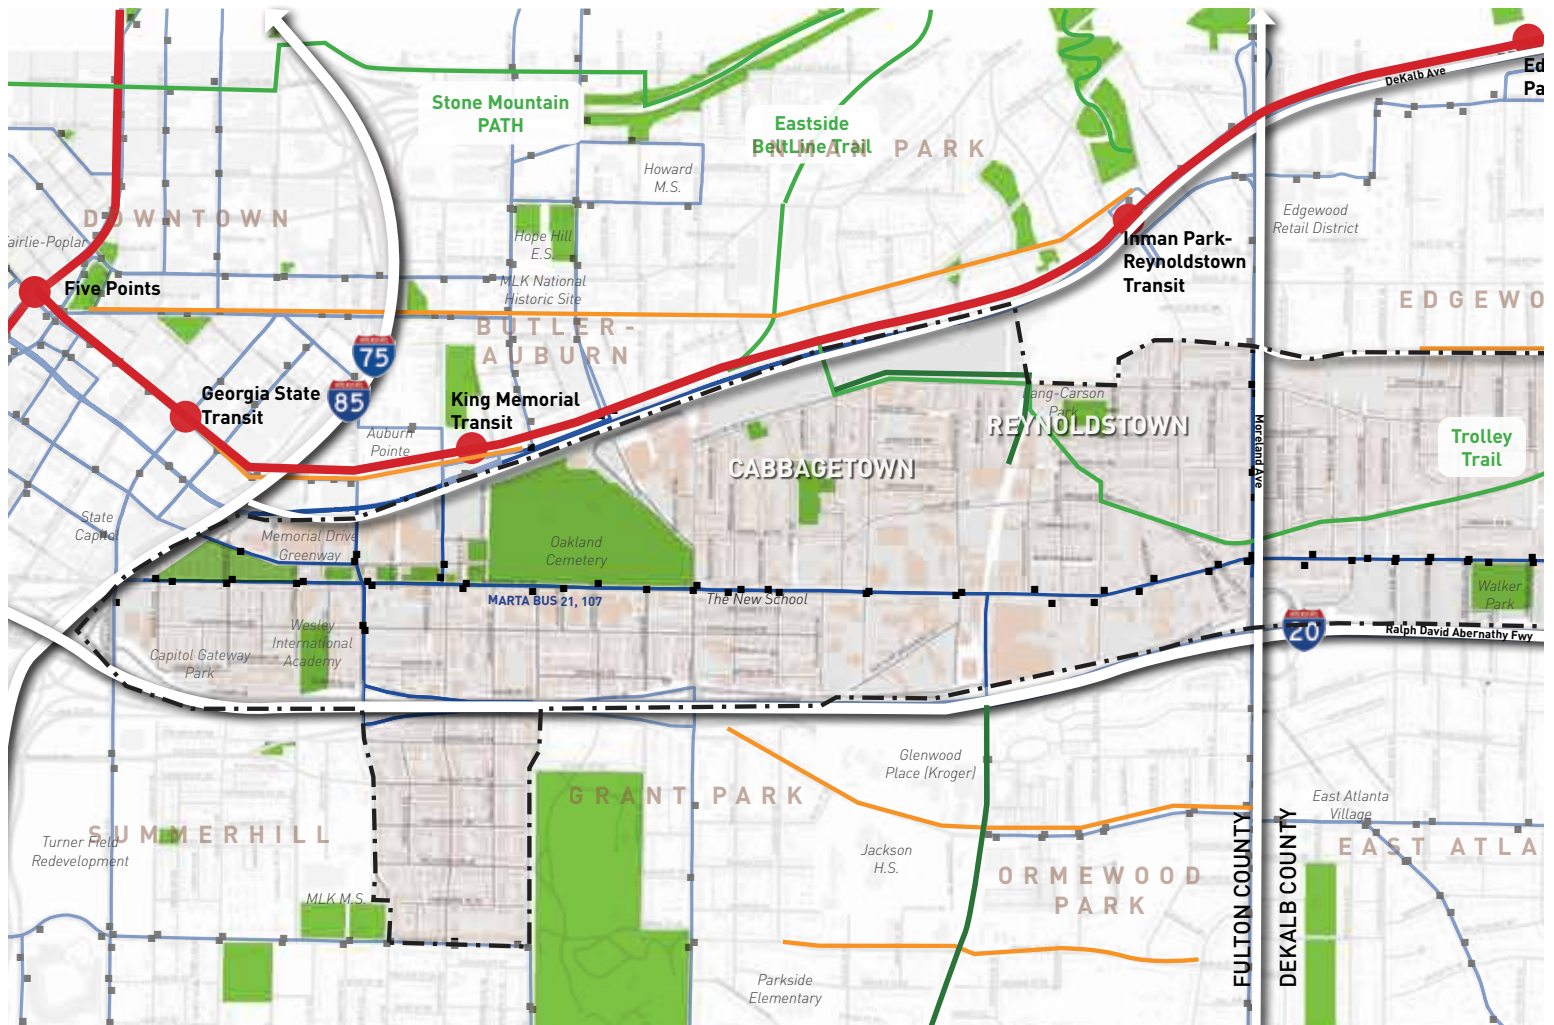 DeKalb Ave
Ed
Pa
Stone Mountain
PATH
Eastside
BeltLine Trail
INMAN PARK
Howard
M.S.
DOWNTOWN
airlie-Poplar
Hope Hill
E.S.
Edgewood
Retail District
Inman Park-
Reynoldstown
Transit
Five Points
MLK National
Historic Site
EDGEWO
BUTLER-
AUBURN
75
85
Georgia State
Transit
King Memorial
Transit
Lang-Carson
Park
REYNOLDSTOWN
Auburn
Pointe
CABBAGETOWN
Moreland Ave
Trolley
Trail
State
Capitol
Memorial Drive
Greenway
Oakland
Cemetery
MARTA BUS 21, 107
The New School
Walker
Park
Wesley
International
Academy
Capitol Gateway
Park
20
Ralph David Abernathy Fwy
Glenwood
Place (Kroger)
GRANT PARK
East Atlanta
Village
SUMMERHILL
Turner Field
Redevelopment
EAST ATLA
Jackson
H.S.
ORMEWOOD
PARK
MLK M.S.
FULTON COUNTY
DEKALB COUNTY
Parkside
Elementary